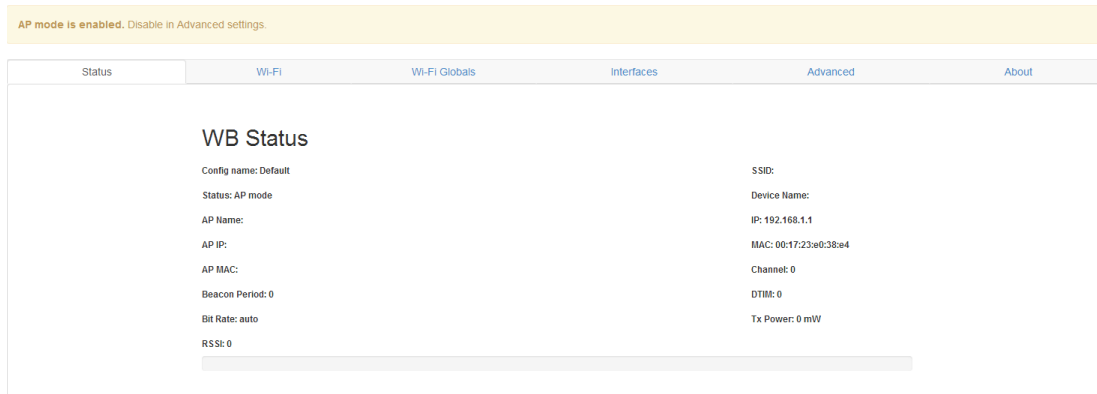 AP mode is enabled. Disable in Advanced settings.
Status Wi-Fi Wi-Fi Globals Interfaces Advanced About
WB Status
Config name: Default SSID:
Status: AP mode Device Name:
AP Name: IP: 192.168.1.1
AP IP: MAC: 00:17:23:e0:38:e4
AP MAC: Channel: 0
Beacon Period: 0 DTIM: 0
Bit Rate: auto Tx Power: 0 mW
RSSI: 0